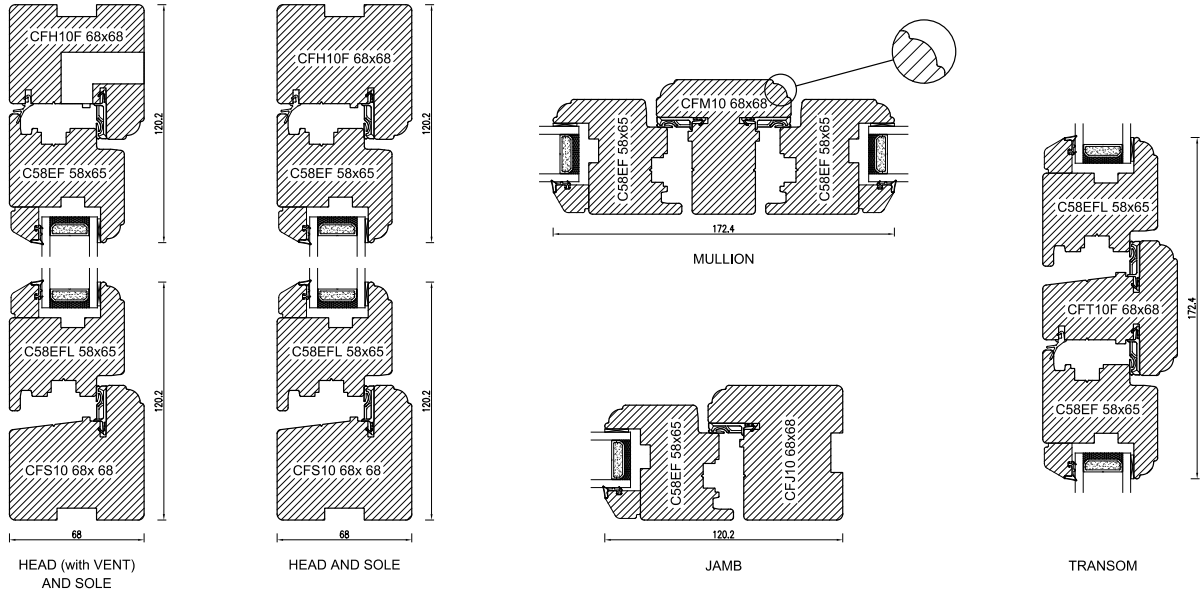 CFH10F 68x68
120.2
C58EF 58x65
C58EFL 58x65
120.2
CFS10 68x 68
68
HEAD (with VENT)
AND SOLE
CFH10F 68x68
120.2
C58EF 58x65
C58EFL 58x65
120.2
CFS10 68x 68
68
HEAD AND SOLE
CFM10 68x68
C58EF 58x65
C58EF 58x65
172.4
MULLION
C58EF 58x65
CFJ10 68x68
120.2
JAMB
C58EFL 58x65
CFT10F 68x68
172.4
C58EF 58x65
TRANSOM